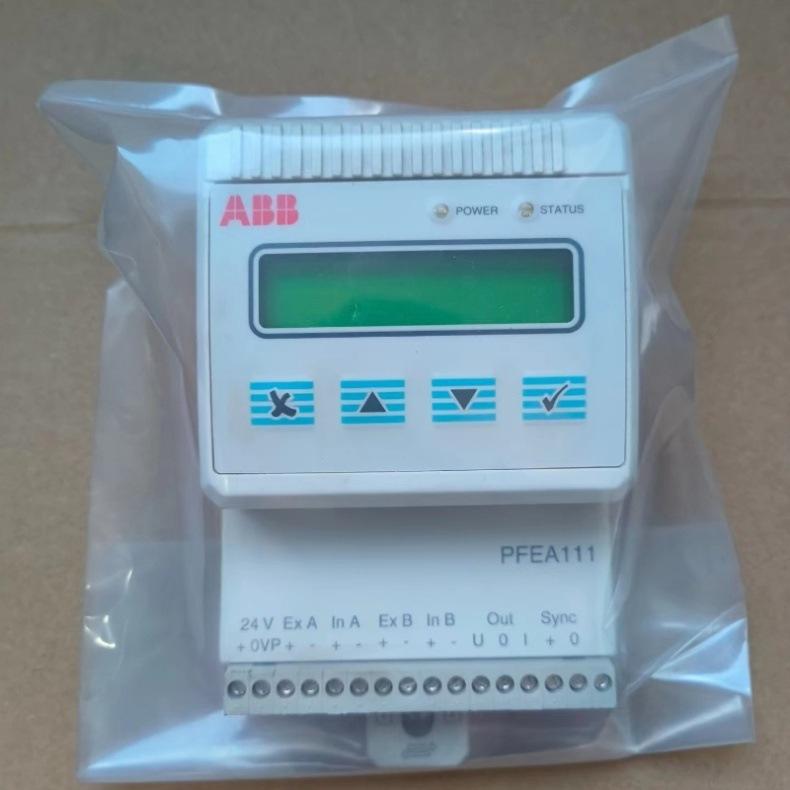 ABB
POWER STATUS
PFEA111
24 V Ex A In A Ex B In B Out Sync
+ 0VP + - + - + - + - U 0 I + 0